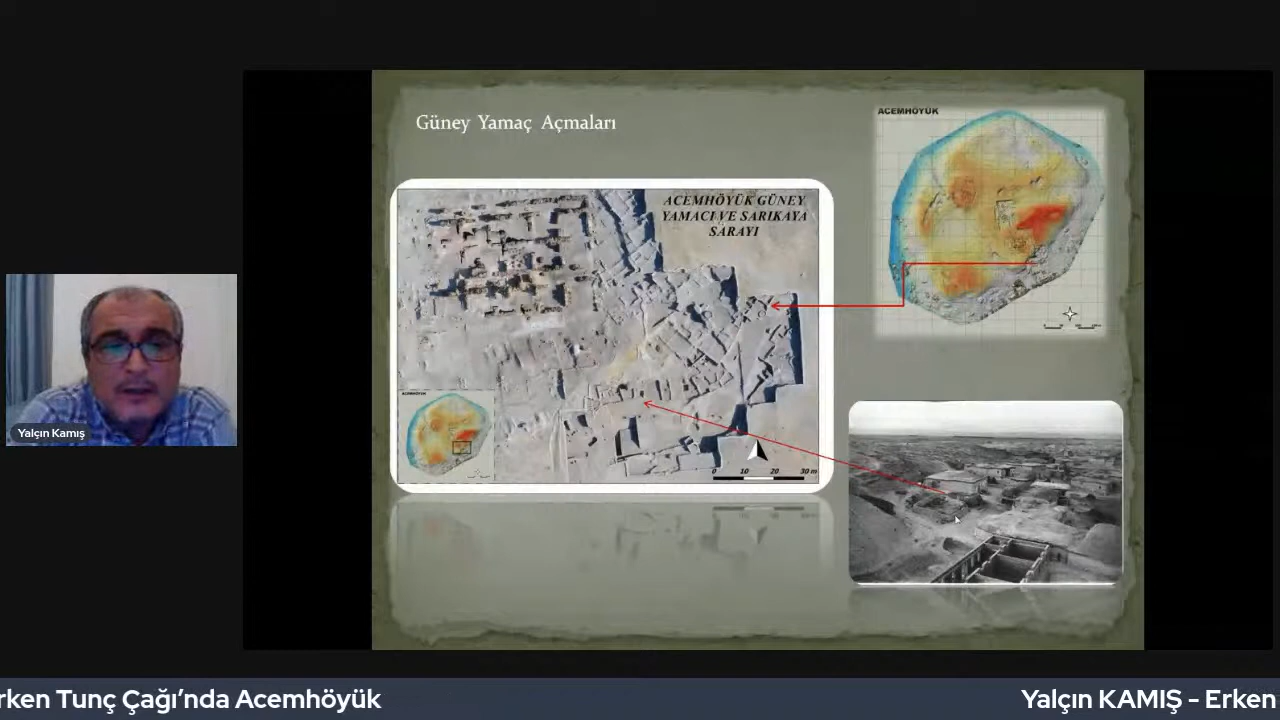 Güney Yamaç Açmaları
ACEMHÖYÜK
ACEMHÖYÜK GÜNEY
YAMACI VE SARIKAYA
SARAYI
ACEMHÖYÜK
0 10 20 30 m
Yalçın Kamış
rken Tunç Çağı’nda Acemhöyük
Yalçın KAMIŞ - Erken